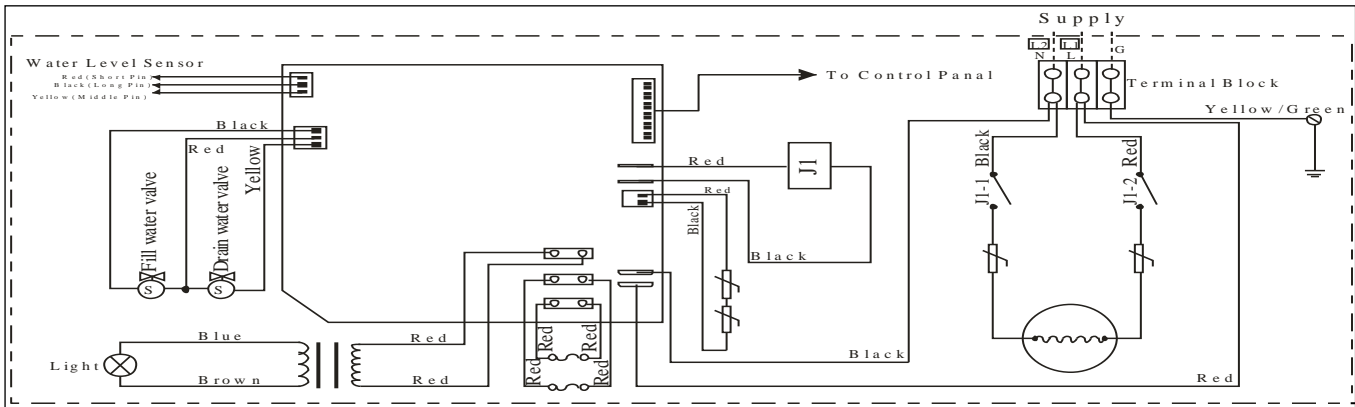 Supply
L2 L1
N L G
Water Level Sensor
Red(Short Pin)
Black(Long Pin)
Yellow(Middle Pin)
To Control Panel
Terminal Block
Yellow/Green
Black
Red
Yellow
Fill water valve
Drain water valve
S S
Red
J1
Red
Black
Black
Black
Red
J1-1
J1-2
Blue
Light
Brown
Red
Red
Red
Red
Red
Red
Black
Red